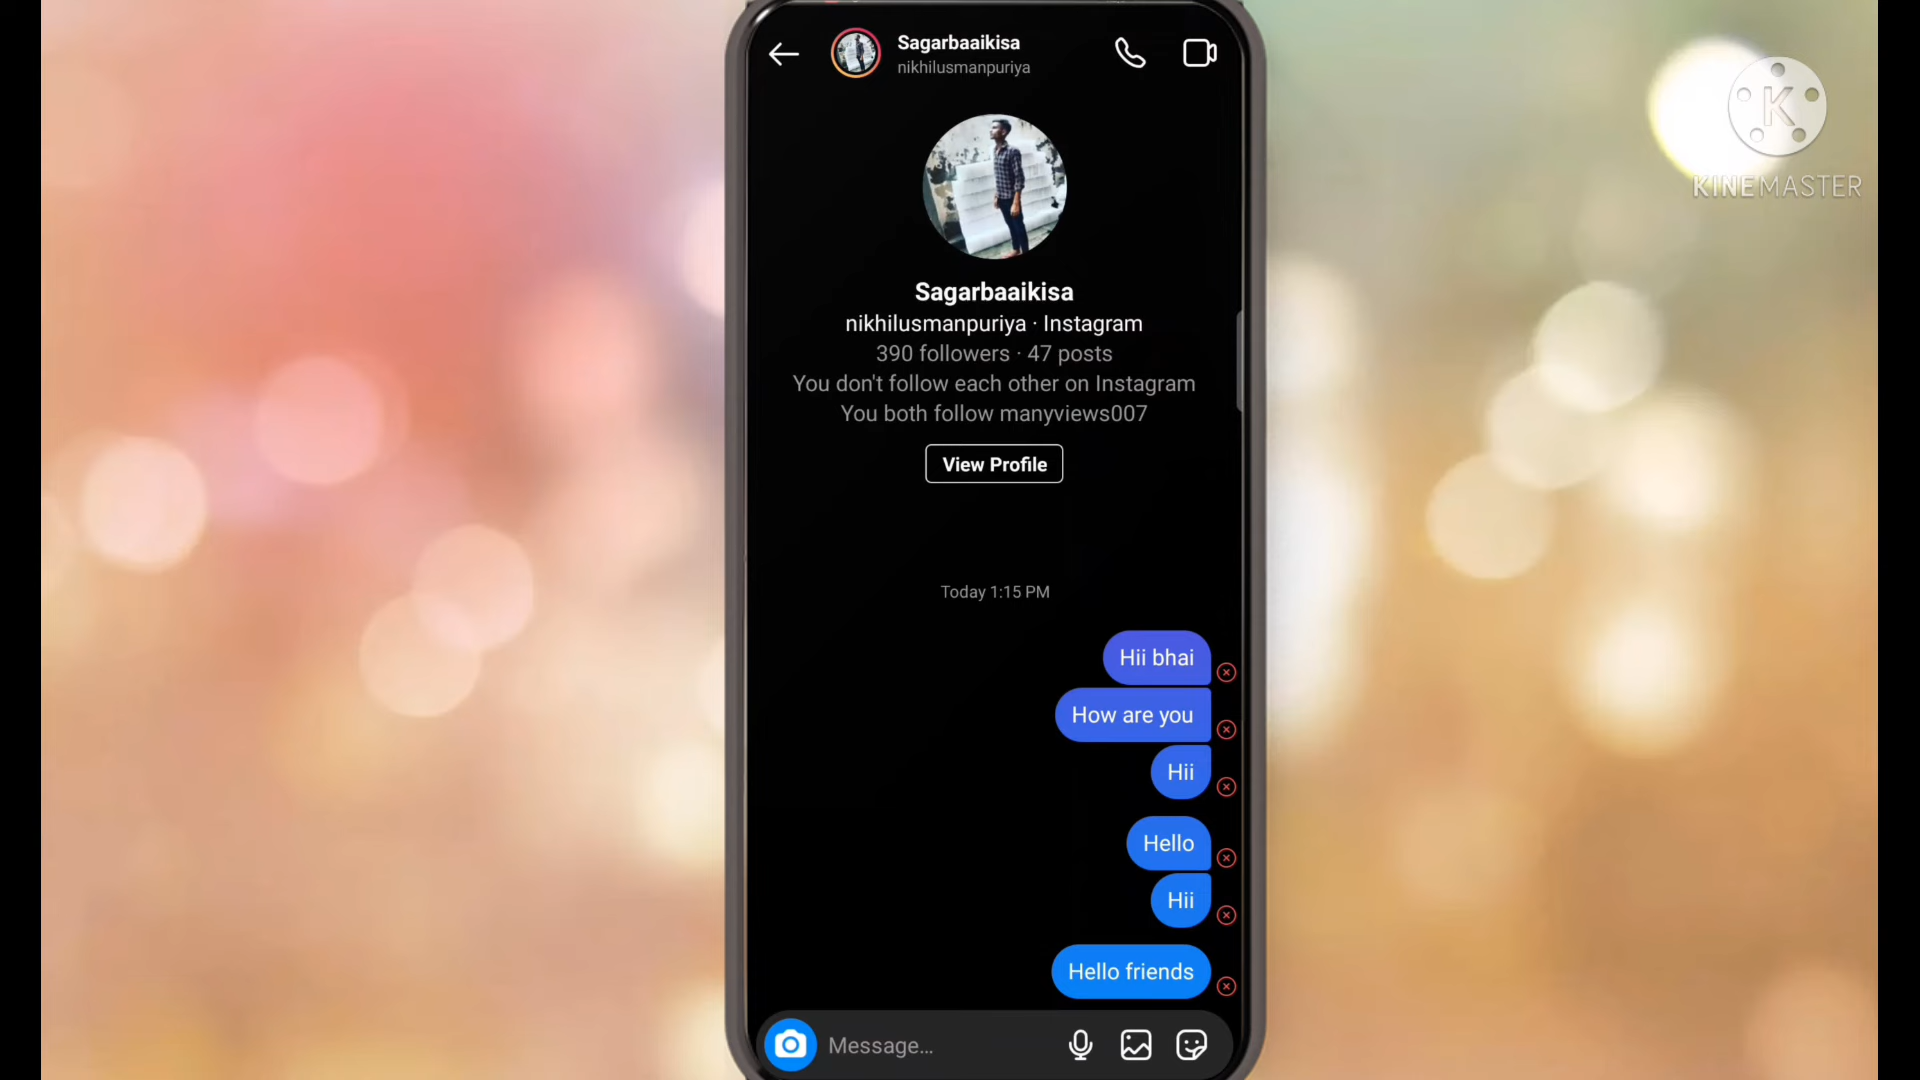 Sagarbaaikisa
nikhilusmanpuriya
K
KINEMASTER
Sagarbaaikisa
nikhilusmanpuriya · Instagram
390 followers · 47 posts
You don't follow each other on Instagram
You both follow manyviews007
View Profile
Today 1:15 PM
Hii bhai
How are you
Hii
Hello
Hii
Hello friends
Message...